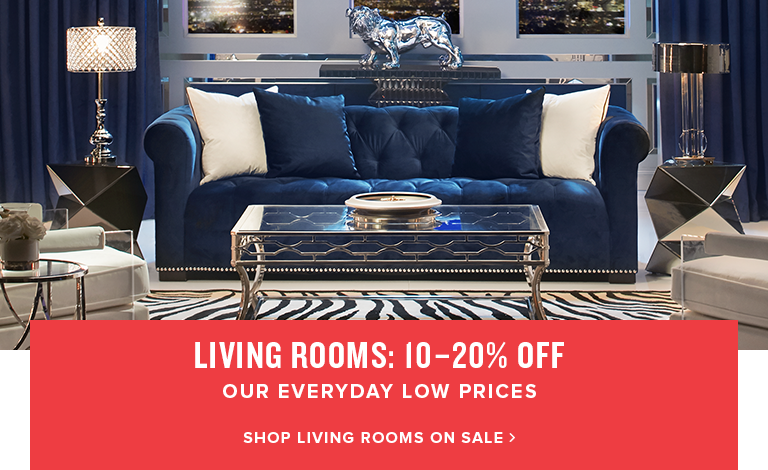 LIVING ROOMS: 10–20% OFF
OUR EVERYDAY LOW PRICES
SHOP LIVING ROOMS ON SALE >